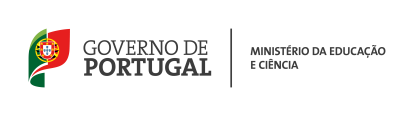 GOVERNO DE
PORTUGAL
MINISTÉRIO DA EDUCAÇÃO
E CIÊNCIA